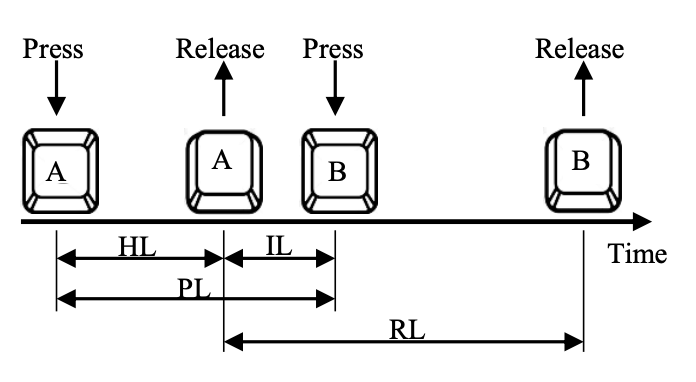 Press Release Press Release
A A B B
Time
HL IL
PL
RL